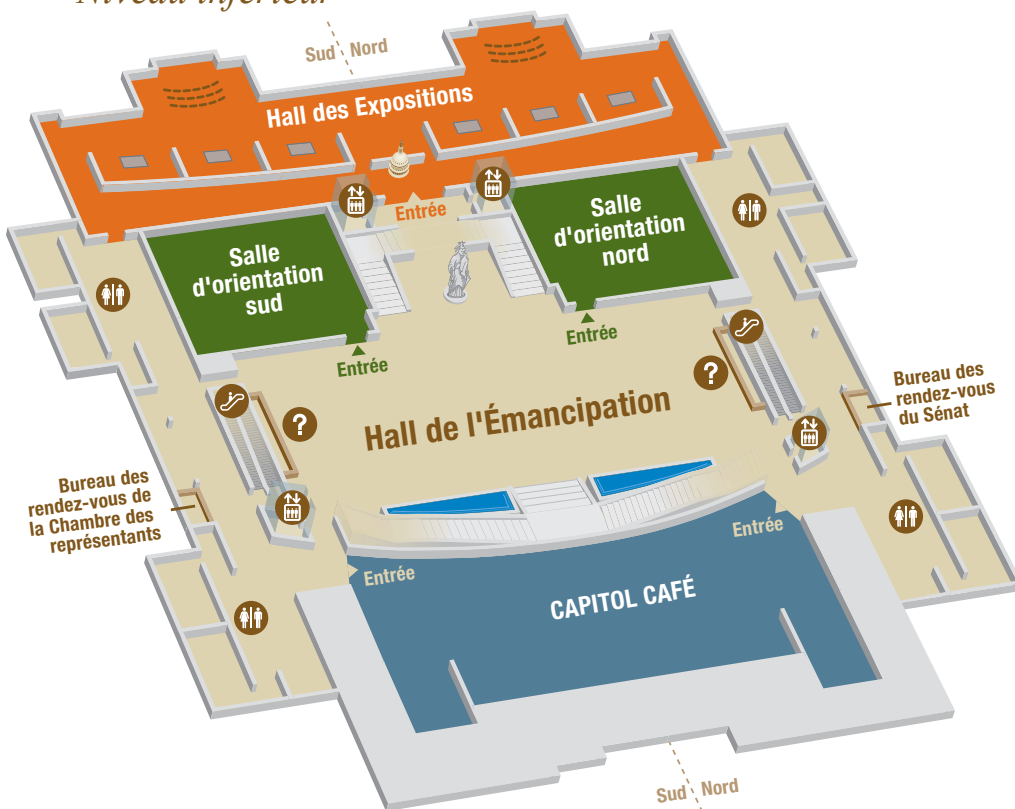 Niveau inférieur
Sud Nord
Hall des Expositions
Entrée
Salle
d'orientation
sud
Salle
d'orientation
nord
Entrée
Entrée
?
?
Hall de l'Émancipation
Bureau des
rendez-vous
du Sénat
Bureau des
rendez-vous de
la Chambre des
représentants
Entrée
Entrée
CAPITOL CAFÉ
Sud Nord